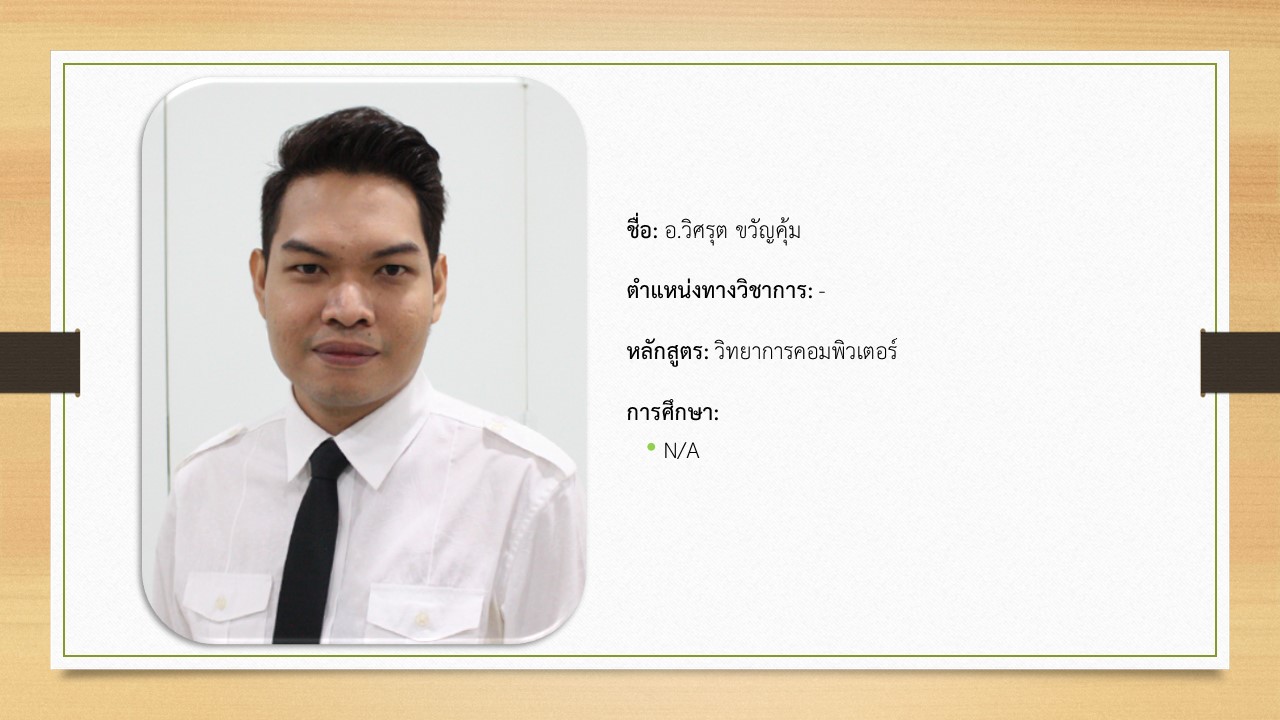 ชื่อ: อ.วิศรุต ขวัญคุ้ม
ตำแหน่งทางวิชาการ: -
หลักสูตร: วิทยาการคอมพิวเตอร์
การศึกษา:
• N/A